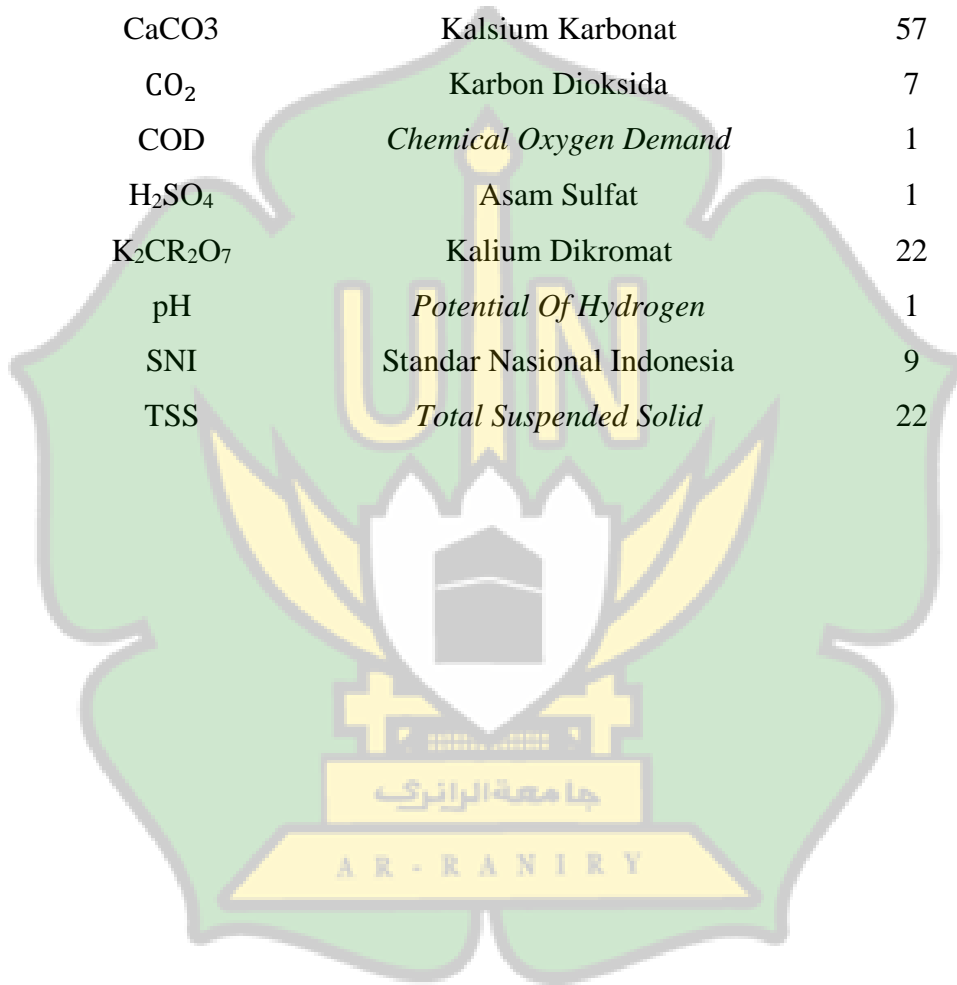 CaCO3 Kalsium Karbonat 57
CO₂ Karbon Dioksida 7
COD Chemical Oxygen Demand 1
H₂SO₄ Asam Sulfat 1
K₂CR₂O₇ Kalium Dikromat 22
pH Potential Of Hydrogen 1
SNI Standar Nasional Indonesia 9
TSS Total Suspended Solid 22
UIN
جامعة الرانري
AR-RANIRY